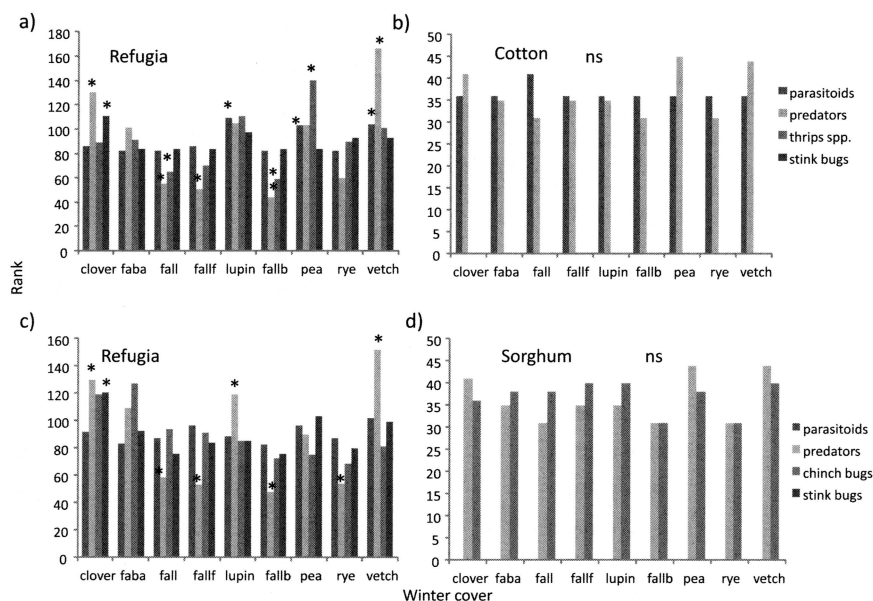 a)
Refugia
180
160
140
120
100
80
60
40
20
0
clover faba fall fallf lupin fallb pea rye vetch
b)
Cotton ns
50
45
40
35
30
25
20
15
10
5
0
clover faba fall fallf lupin fallb pea rye vetch
parasitoids
predators
thrips spp.
stink bugs
Rank
c)
Refugia
160
140
120
100
80
60
40
20
0
clover faba fall fallf lupin fallb pea rye vetch
d)
Sorghum ns
50
45
40
35
30
25
20
15
10
5
0
clover faba fall fallf lupin fallb pea rye vetch
parasitoids
predators
chinch bugs
stink bugs
Winter cover